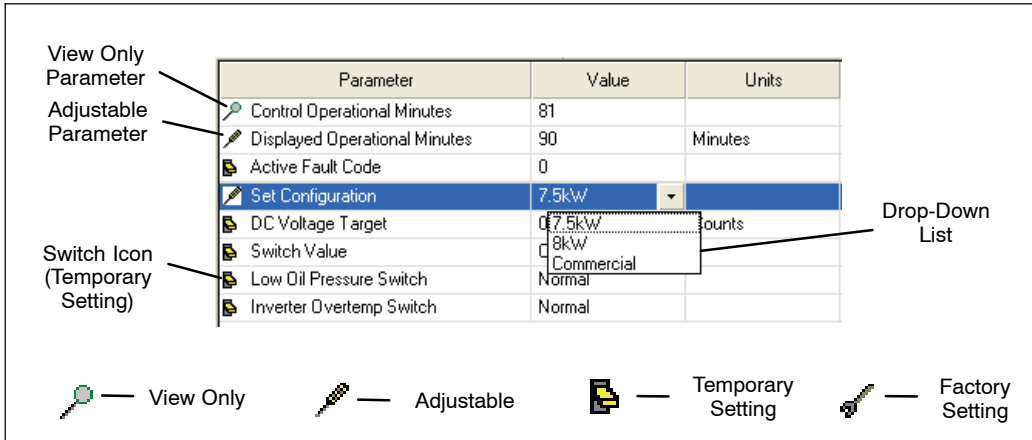 View Only
Parameter
Adjustable
Parameter
Switch Icon
(Temporary
Setting)
Parameter Value Units
Control Operational Minutes 81
Displayed Operational Minutes 90 Minutes
Active Fault Code 0
Set Configuration 7.5kW
DC Voltage Target 0 7.5kW
Switch Value 8kW
Commercial
Low Oil Pressure Switch Normal
Inverter Overtemp Switch Normal
Drop-Down
List
View Only
Adjustable
Temporary
Setting
Factory
Setting